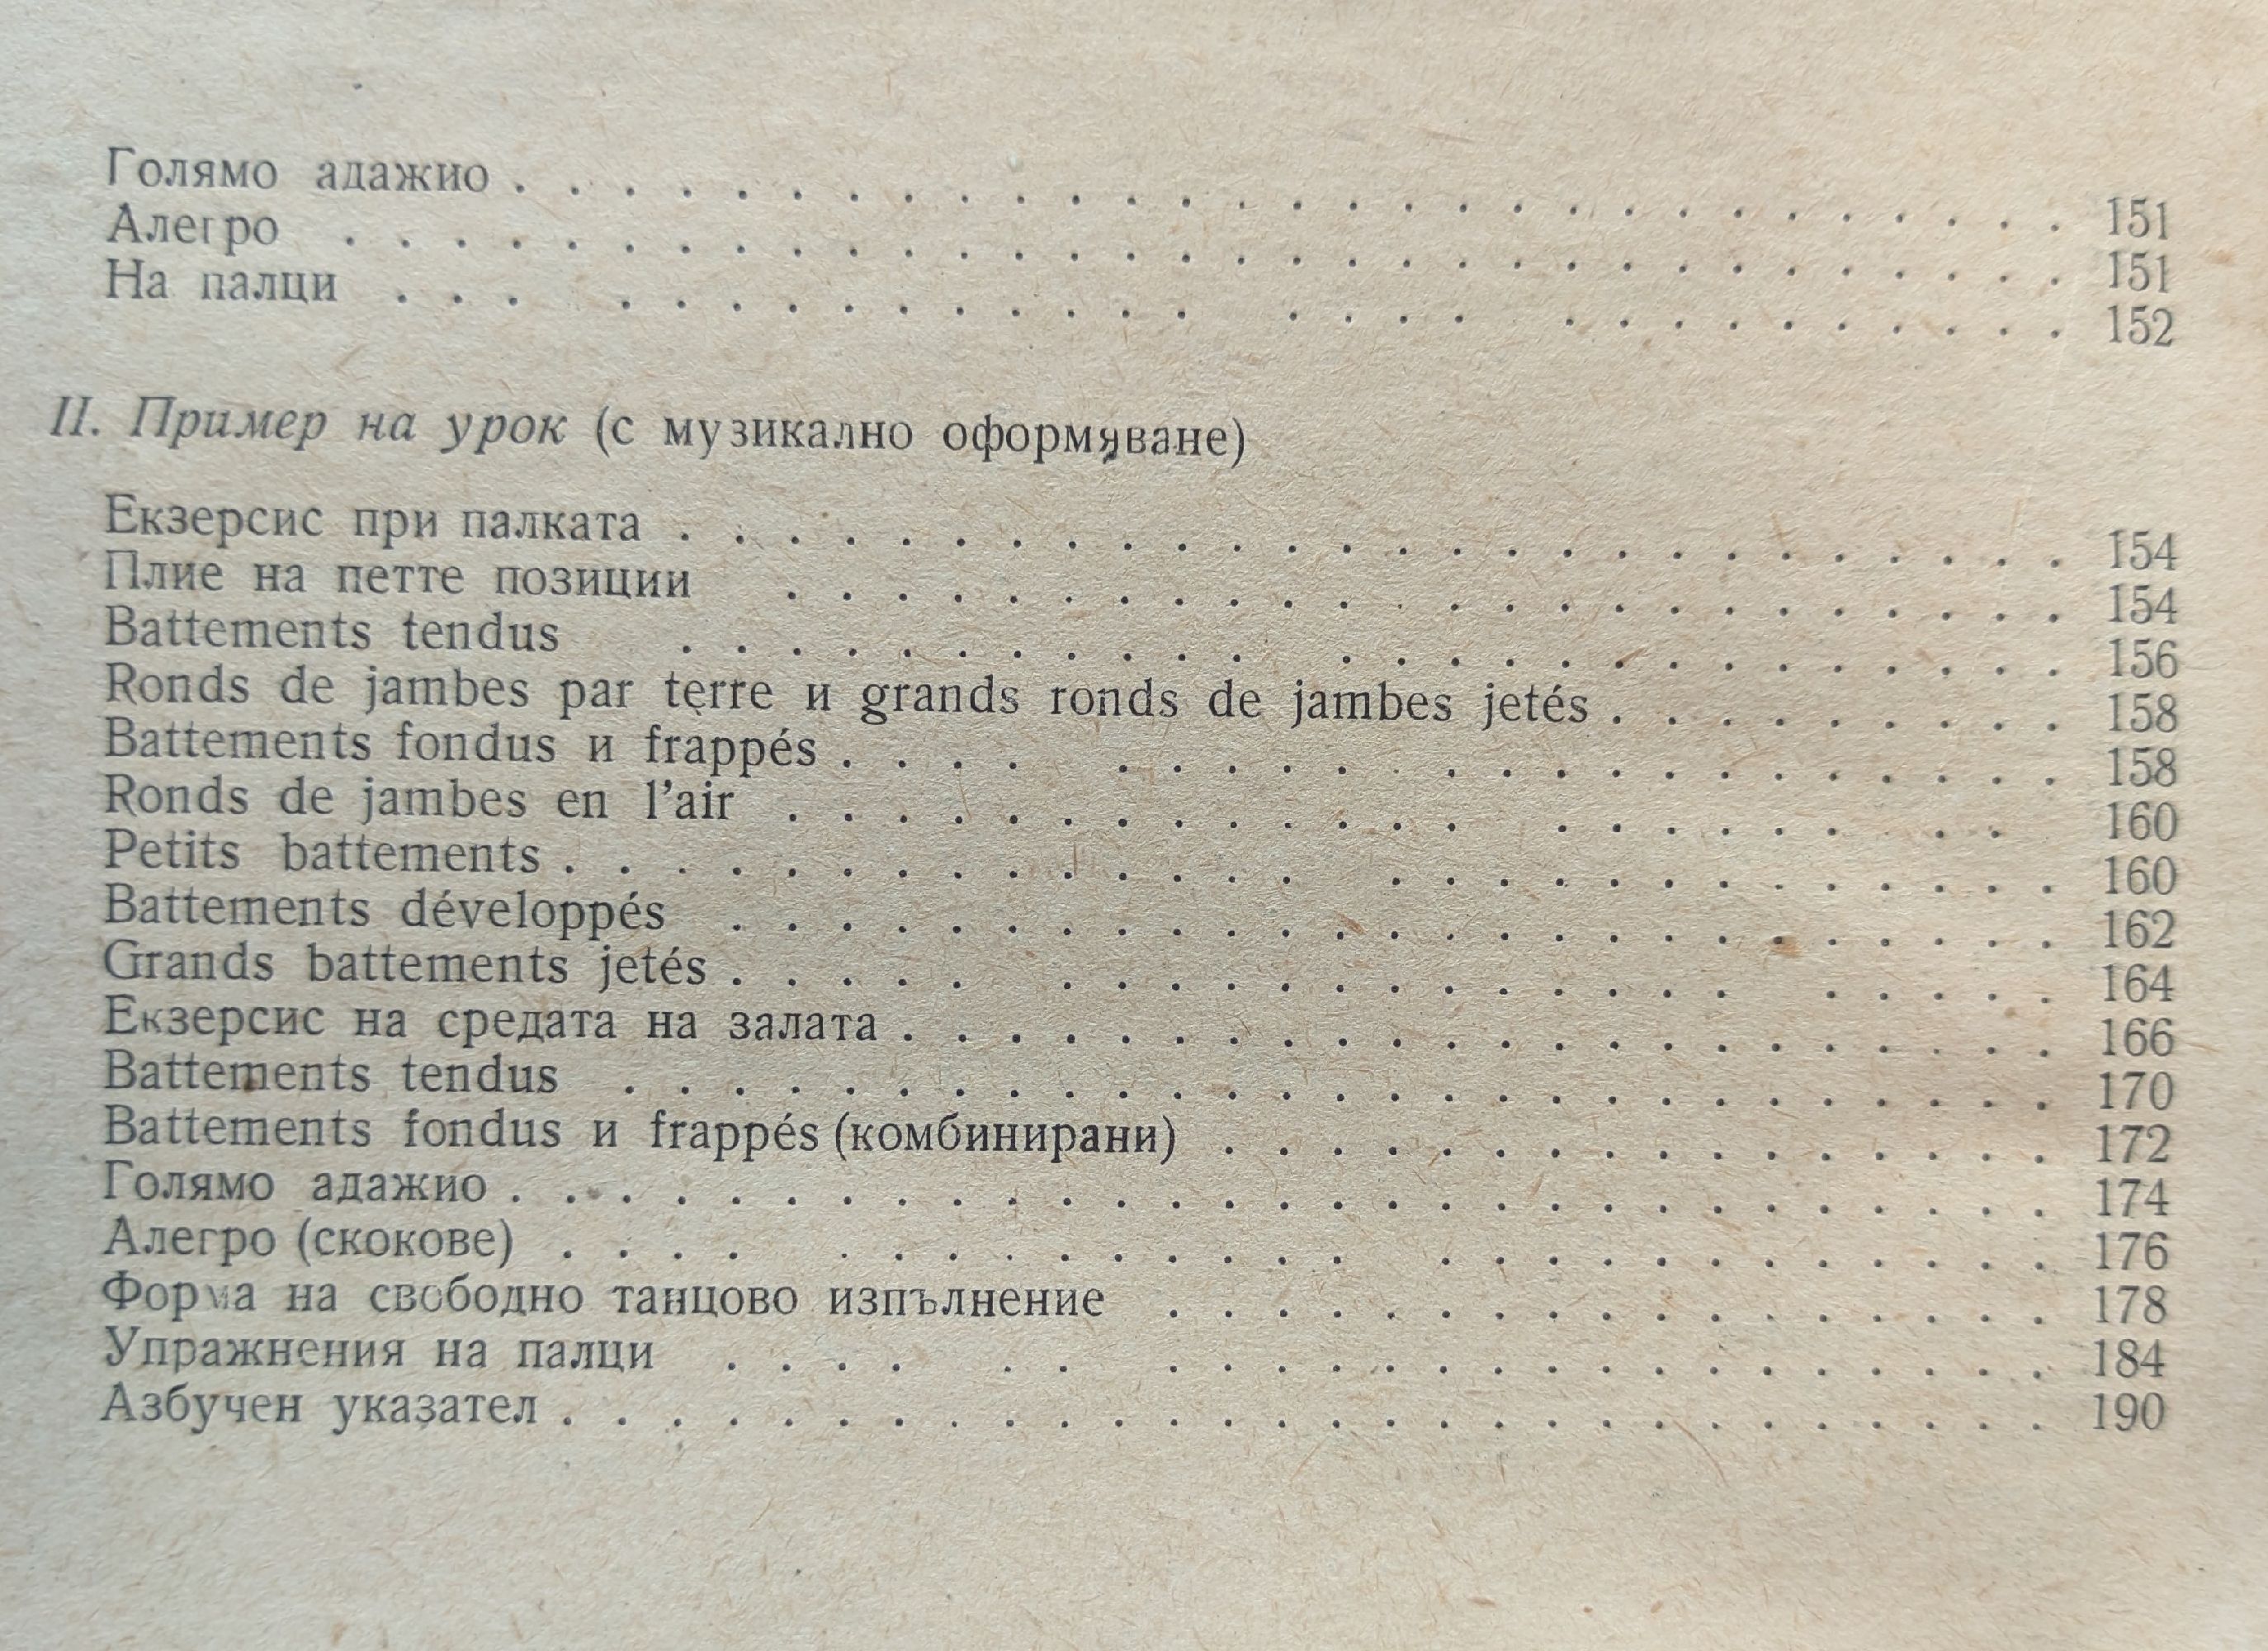 Голямо адажио . . . . . . . . . . . . . . . . . . . . . . . . . . . . 151
Алегро . . . . . . . . . . . . . . . . . . . . . . . . . . . . . . . 151
На палци . . . . . . . . . . . . . . . . . . . . . . . . . . . . 152
II. Пример на урок (с музикално оформяване)
Екзерсис при палката . . . . . . . . . . . . . . . . . . . . . . . . . 154
Плие на петте позиции . . . . . . . . . . . . . . . . . . . . . . . . 154
Battements tendus . . . . . . . . . . . . . . . . . . . . . . . . . 156
Ronds de jambes par terre и grands ronds de jambes jetés . . . . . . . . . 158
Battements fondus и frappés . . . . . . . . . . . . . . . . . . . . . 158
Ronds de jambes en l’air . . . . . . . . . . . . . . . . . . . . . . 160
Petits battements . . . . . . . . . . . . . . . . . . . . . . . . . . 160
Battements développés . . . . . . . . . . . . . . . . . . . . . . . . . 162
Grands battements jetés . . . . . . . . . . . . . . . . . . . . . . . 164
Екзерсис на средата на залата . . . . . . . . . . . . . . . . . . . . . 166
Battements tendus . . . . . . . . . . . . . . . . . . . . . . . . . . 170
Battements fondus и frappés (комбинирани) . . . . . . . . . . . . . . . . 172
Голямо адажио . . . . . . . . . . . . . . . . . . . . . . . . . . . . 174
Алегро (скокове) . . . . . . . . . . . . . . . . . . . . . . . . . . 176
Форма на свободно танцово изпълнение . . . . . . . . . . . . . . . . . 178
Упражнения на палци . . . . . . . . . . . . . . . . . . . . . . . 184
Азбучен указател . . . . . . . . . . . . . . . . . . . . . . . . . . . 190